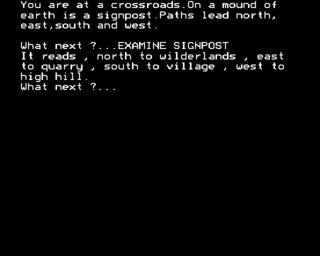 You are at a crossroads.On a mound of
earth is a signpost.Paths lead north,
east,south and west.
What next ?...EXAMINE SIGNPOST
It reads , north to wilderlands , east
to quarry , south to village , west to
high hill.
What next ?...